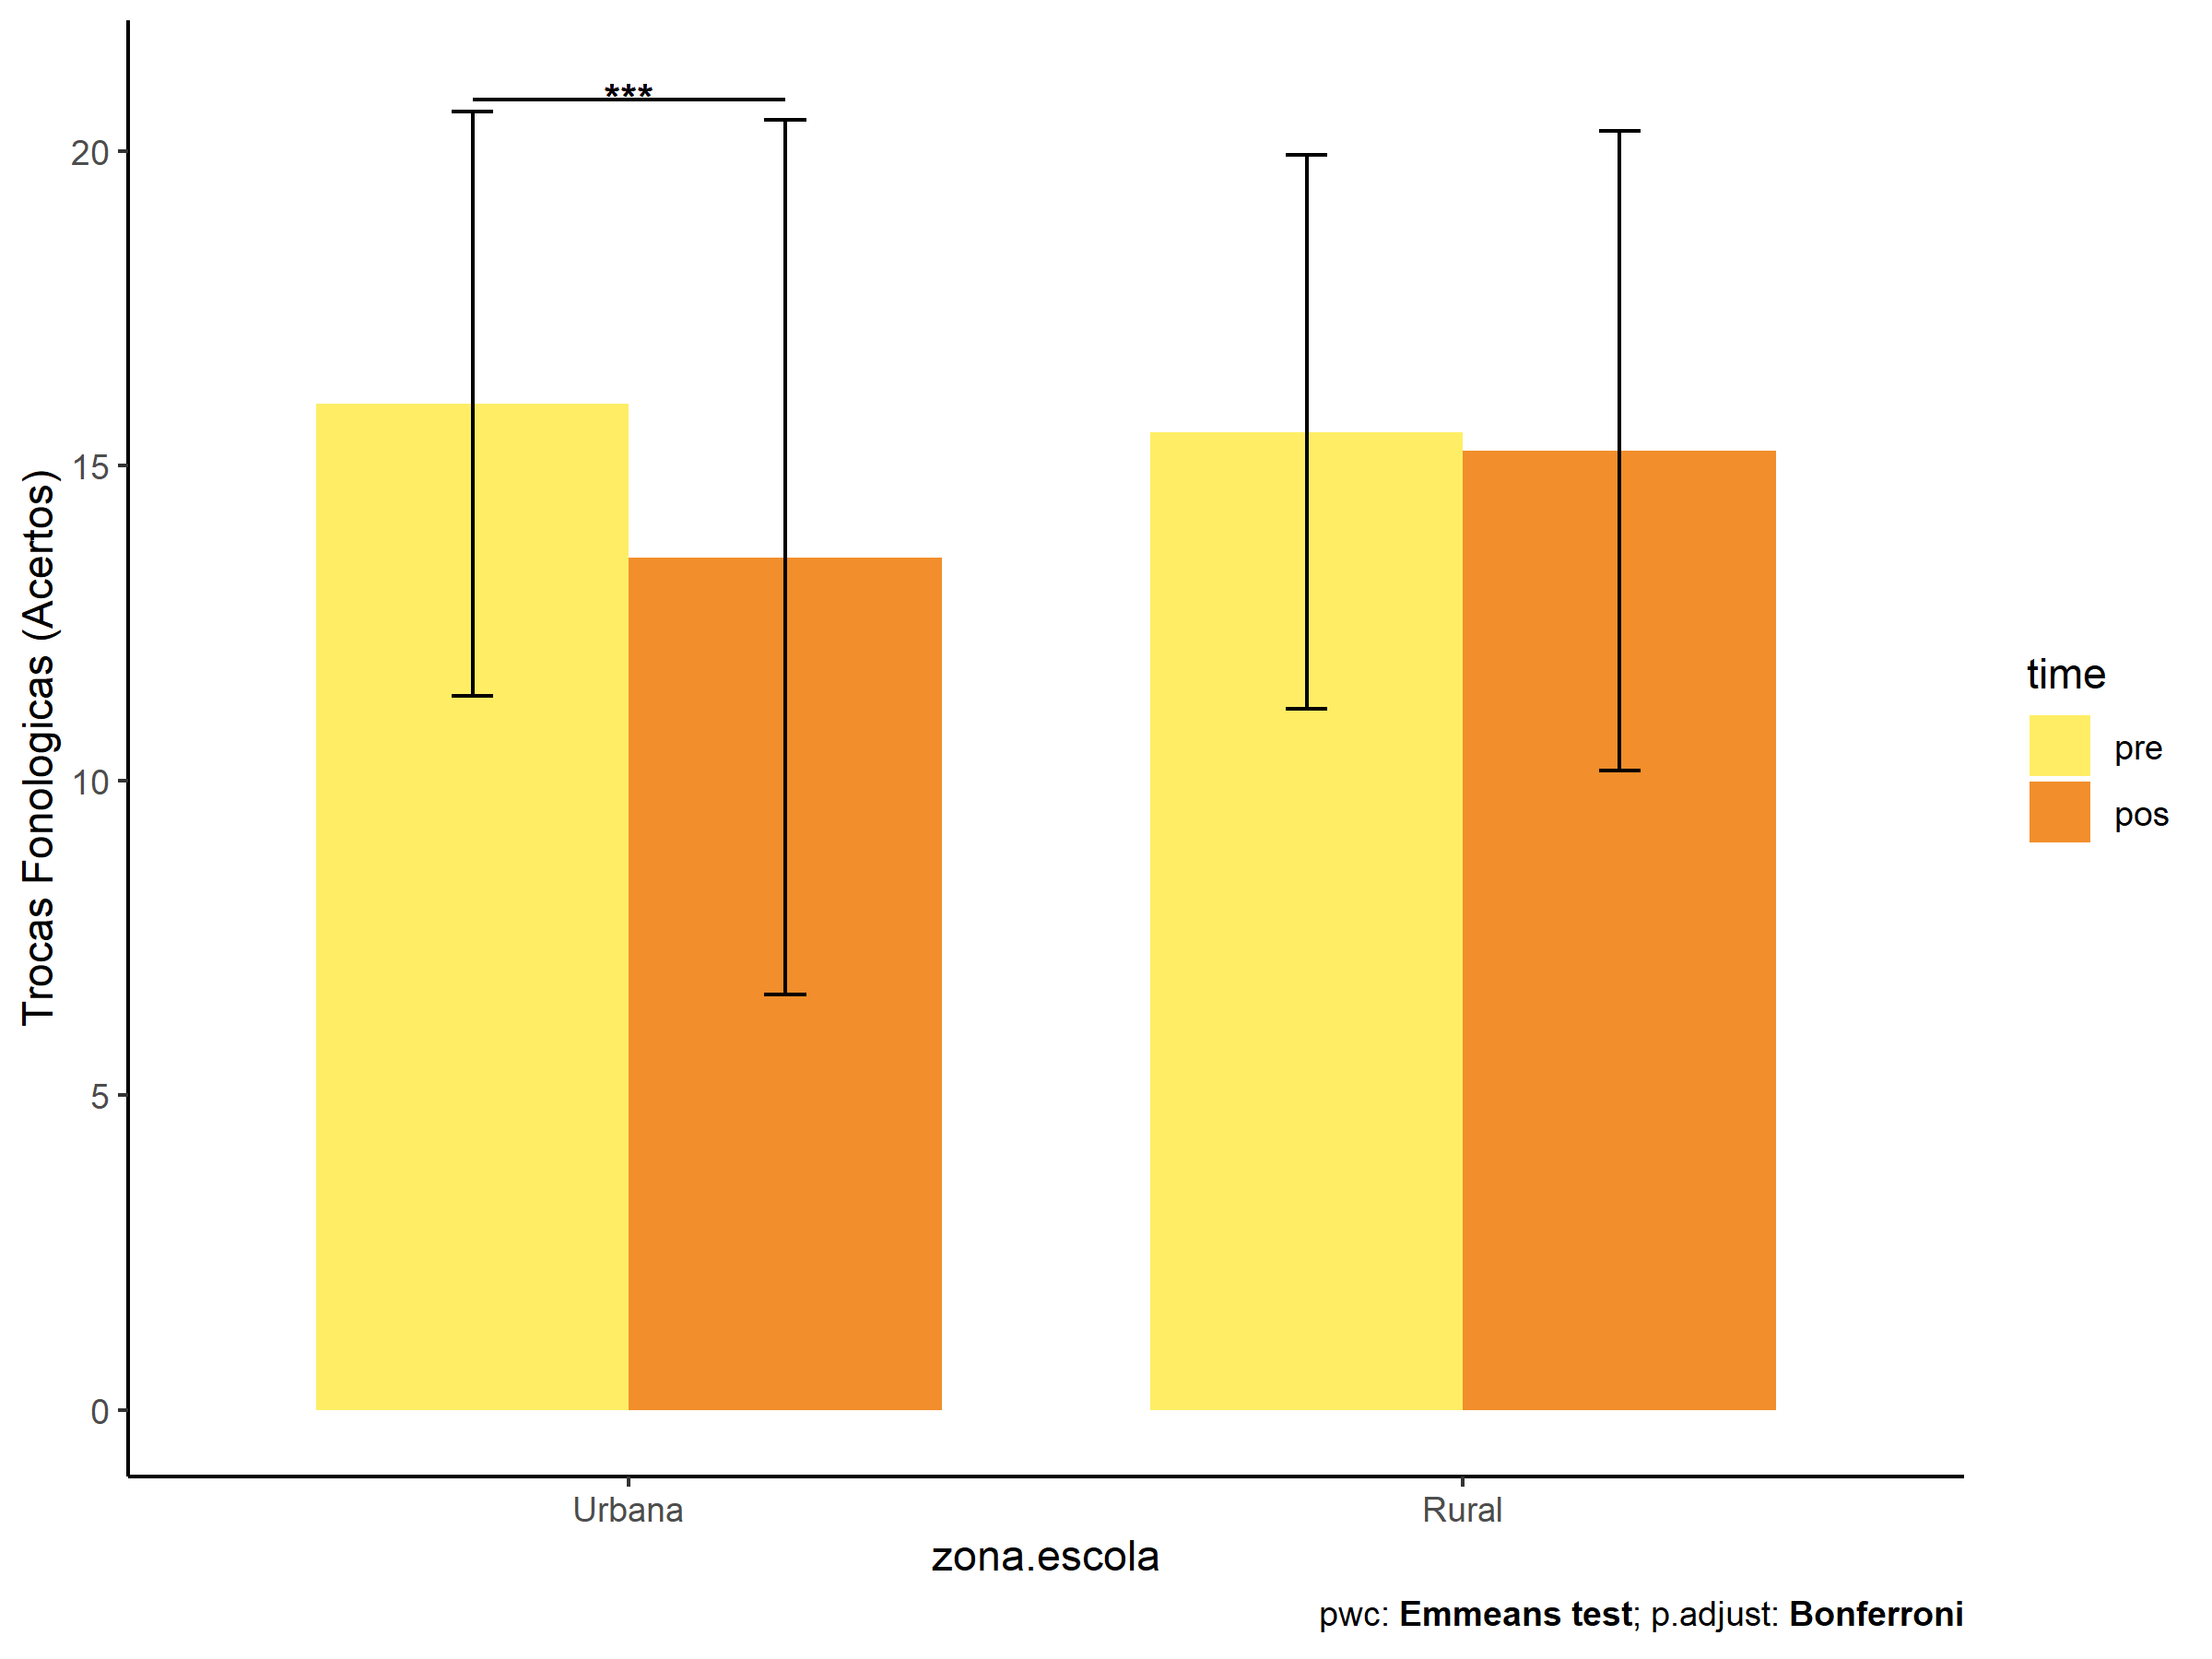 ***
20
15
10
5
0
Trocas Fonologicas (Acertos)
Urbana
Rural
zona.escola
time
pre
pos
pwc: Emmeans test; p.adjust: Bonferroni